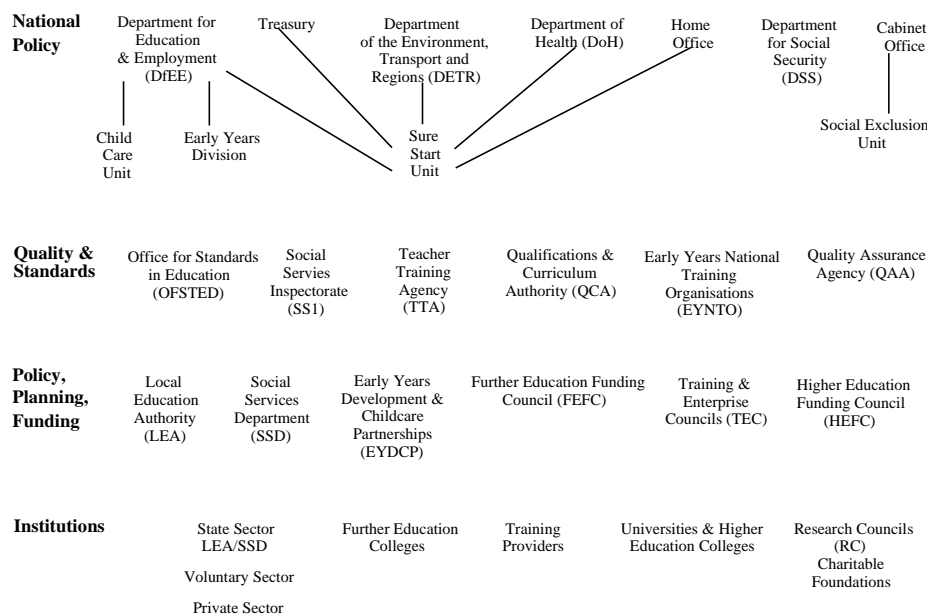 National
Policy
Department for
Education
& Employment
(DfEE)
Treasury
Department
of the Environment,
Transport and
Regions (DETR)
Department of
Health (DoH)
Home
Office
Department
for Social
Security
(DSS)
Cabinet
Office
Child
Care
Unit
Early Years
Division
Sure
Start
Unit
Social Exclusion
Unit
Quality &
Standards
Office for Standards
in Education
(OFSTED)
Social
Servies
Inspectorate
(SS1)
Teacher
Training
Agency
(TTA)
Qualifications &
Curriculum
Authority (QCA)
Early Years National
Training
Organisations
(EYNTO)
Quality Assurance
Agency (QAA)
Policy,
Planning,
Funding
Local
Education
Authority
(LEA)
Social
Services
Department
(SSD)
Early Years
Development &
Childcare
Partnerships
(EYDCP)
Further Education Funding
Council (FEFC)
Training &
Enterprise
Councils (TEC)
Higher Education
Funding Council
(HEFC)
Institutions
State Sector
LEA/SSD
Voluntary Sector
Private Sector
Further Education
Colleges
Training
Providers
Universities & Higher
Education Colleges
Research Councils
(RC)
Charitable
Foundations